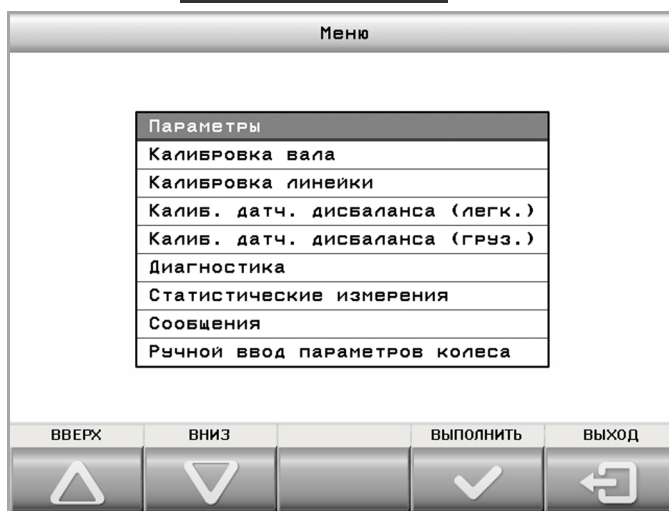 Меню
Параметры
Калибровка вала
Калибровка линейки
Калиб. датч. дисбаланса (легк.)
Калиб. датч. дисбаланса (груз.)
Диагностика
Статистические измерения
Сообщения
Ручной ввод параметров колеса
ВВЕРХ ВНИЗ ВЫПОЛНИТЬ ВЫХОД